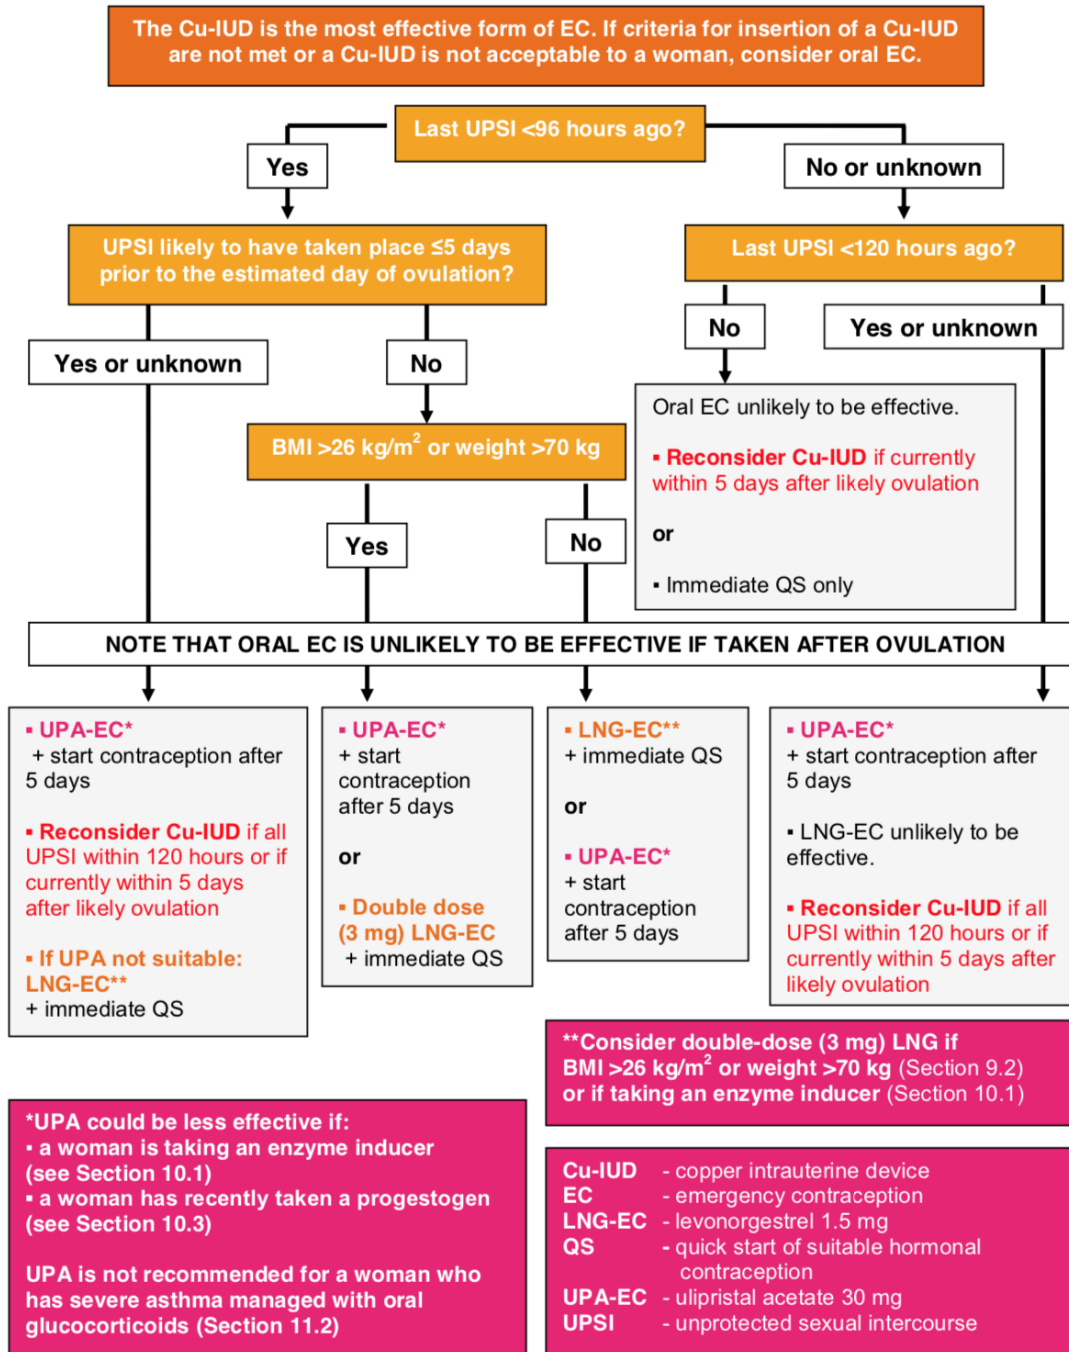 The Cu-IUD is the most effective form of EC. If criteria for insertion of a Cu-IUD
are not met or a Cu-IUD is not acceptable to a woman, consider oral EC.
Last UPSI <96 hours ago?
Yes
No or unknown
UPSI likely to have taken place ≤5 days
prior to the estimated day of ovulation?
Last UPSI <120 hours ago?
Yes or unknown
No
No
Yes or unknown
BMI >26 kg/m² or weight >70 kg
Yes
No
Oral EC unlikely to be effective.
▪ Reconsider Cu-IUD if currently
within 5 days after likely ovulation
or
▪ Immediate QS only
NOTE THAT ORAL EC IS UNLIKELY TO BE EFFECTIVE IF TAKEN AFTER OVULATION
▪ UPA-EC*
+ start contraception after
5 days
▪ Reconsider Cu-IUD if all
UPSI within 120 hours or if
currently within 5 days
after likely ovulation
▪ If UPA not suitable:
LNG-EC**
+ immediate QS
▪ UPA-EC*
+ start
contraception
after 5 days
or
▪ Double dose
(3 mg) LNG-EC
+ immediate QS
▪ LNG-EC**
+ immediate QS
or
▪ UPA-EC*
+ start
contraception
after 5 days
▪ UPA-EC*
+ start contraception after
5 days
▪ LNG-EC unlikely to be
effective.
▪ Reconsider Cu-IUD if all
UPSI within 120 hours or if
currently within 5 days after
likely ovulation
**Consider double-dose (3 mg) LNG if
BMI >26 kg/m² or weight >70 kg (Section 9.2)
or if taking an enzyme inducer (Section 10.1)
*UPA could be less effective if:
▪ a woman is taking an enzyme inducer
(see Section 10.1)
▪ a woman has recently taken a progestogen
(see Section 10.3)
UPA is not recommended for a woman who
has severe asthma managed with oral
glucocorticoids (Section 11.2)
Cu-IUD - copper intrauterine device
EC - emergency contraception
LNG-EC - levonorgestrel 1.5 mg
QS - quick start of suitable hormonal
contraception
UPA-EC - ulipristal acetate 30 mg
UPSI - unprotected sexual intercourse